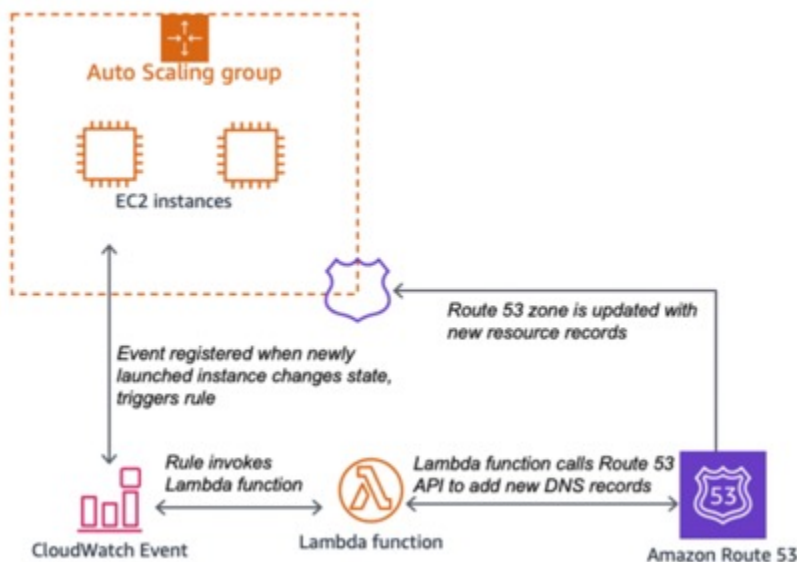 Auto Scaling group
EC2 instances
Route 53 zone is updated with
new resource records
Event registered when newly
launched instance changes state,
triggers rule
Rule invokes
Lambda function
Lambda function calls Route 53
API to add new DNS records
53
CloudWatch Event
Lambda function
Amazon Route 53